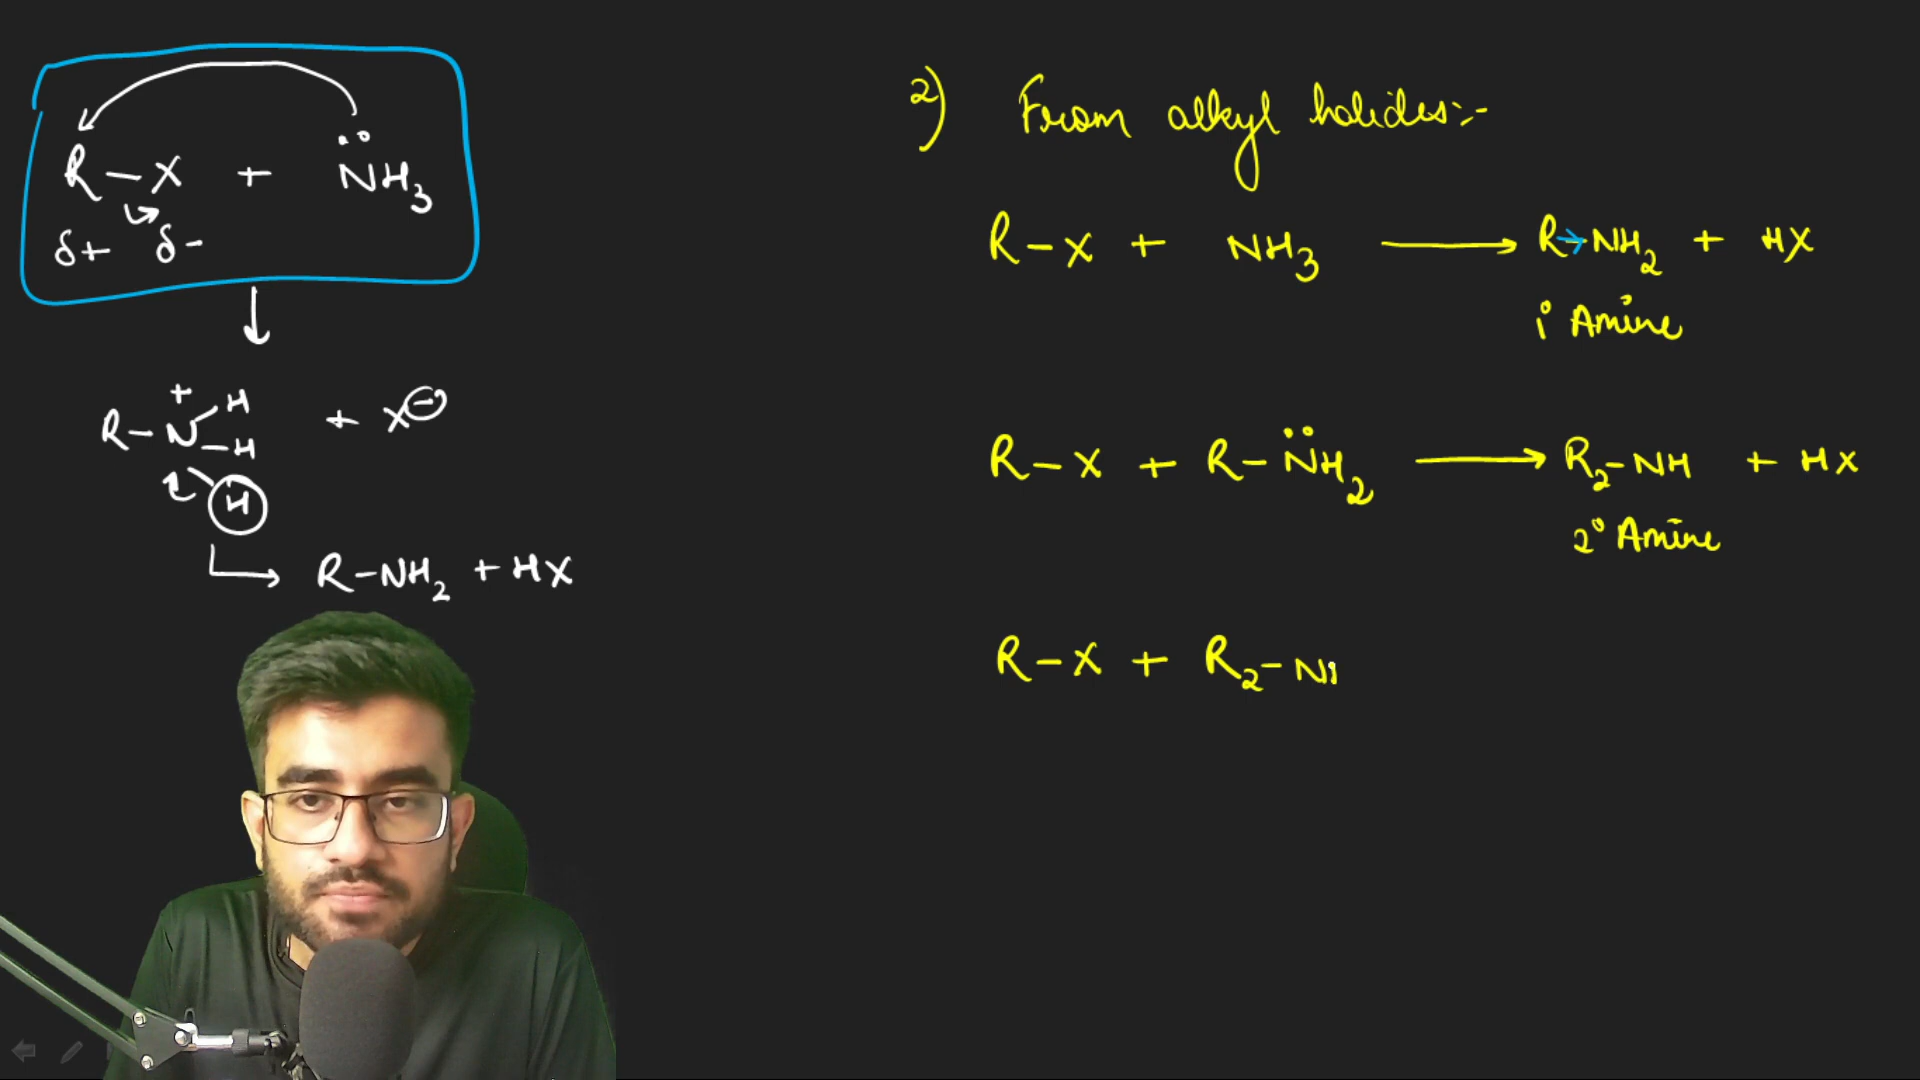 R-X + N̈H₃
δ+ δ-
R-N⁺-H + X⊖
H
H
R-NH₂ + HX
2) From alkyl halides:-
R-X + NH₃ ⟶ R-NH₂ + HX
1° Amine
R-X + R-N̈H₂ ⟶ R₂-NH + HX
2° Amine
R-X + R₂-N